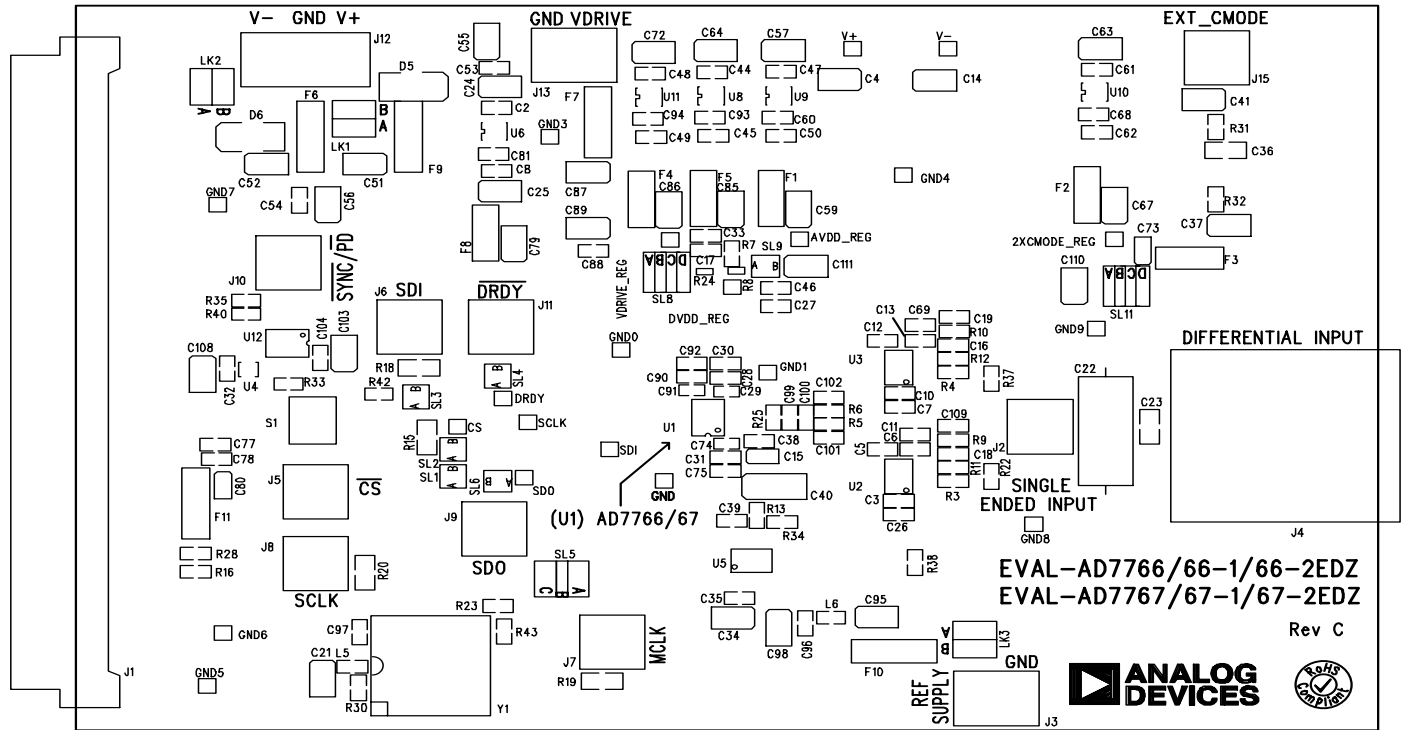 V- GND V+
GND VDRIVE
EXT_CMODE
J12
C55
C72
C64
C57
V+
V-
C63
LK2
D5
C53
C48
C44
C47
C4
C14
C61
J15
C24
J13
F7
F6
B
A
A
B
C2
U11
U8
U9
U10
C41
D6
U6
GND3
C94
C93
C60
C68
R31
LK1
C49
C45
C50
C62
C36
C81
F9
C52
C51
C8
C87
GND4
GND7
C54
C56
C25
F4
C86
F5
C85
F1
F2
R32
C59
C67
C89
C37
F8
C79
C33
AVDD_REG
2XCMODE_REG
C73
R7
SL9
SYNC/PD
C88
VDRIVE_REG
DCBA
C17
A B
C111
F3
J10
R24
R8
C110
DCBA
R35
J6
SDI
DRDY
J11
SL8
C46
R40
C27
SL11
DVDD_REG
U12
C104
C103
GND0
C13
C69
C19
GND9
C12
R10
DIFFERENTIAL INPUT
C108
C92
C30
U3
C16
R12
R18
C90
C28
GND1
C22
C32
U4
R33
R42
A B
SL4
C91
C29
C99
C100
C102
R4
R37
A B
SL3
DRDY
C10
C23
S1
C7
R25
R6
C109
CS
SCLK
U1
R5
C11
R9
C77
R15
C74
C38
C6
C18
J2
C78
SL2
A B
SDI
C31
C15
C101
C5
R11
R22
SL1
A B
SL6
B A
SDO
C75
U2
R3
J5
CS
C80
GND
C40
C3
SINGLE
ENDED INPUT
F11
J9
(U1) AD7766/67
C39
R13
R34
C26
GND8
J4
R28
J8
R16
R20
SDO
SL5
C B A
U5
R38
EVAL-AD7766/66-1/66-2EDZ
EVAL-AD7767/67-1/67-2EDZ
SCLK
R23
C35
L6
C95
Rev C
GND6
C97
R43
C34
A
B
LK3
C98
C96
C21
L5
J7
MCLK
GND
J1
GND5
R19
F10
REF
SUPPLY
ANALOG
DEVICES
RoHS
Compliant
R30
Y1
J3